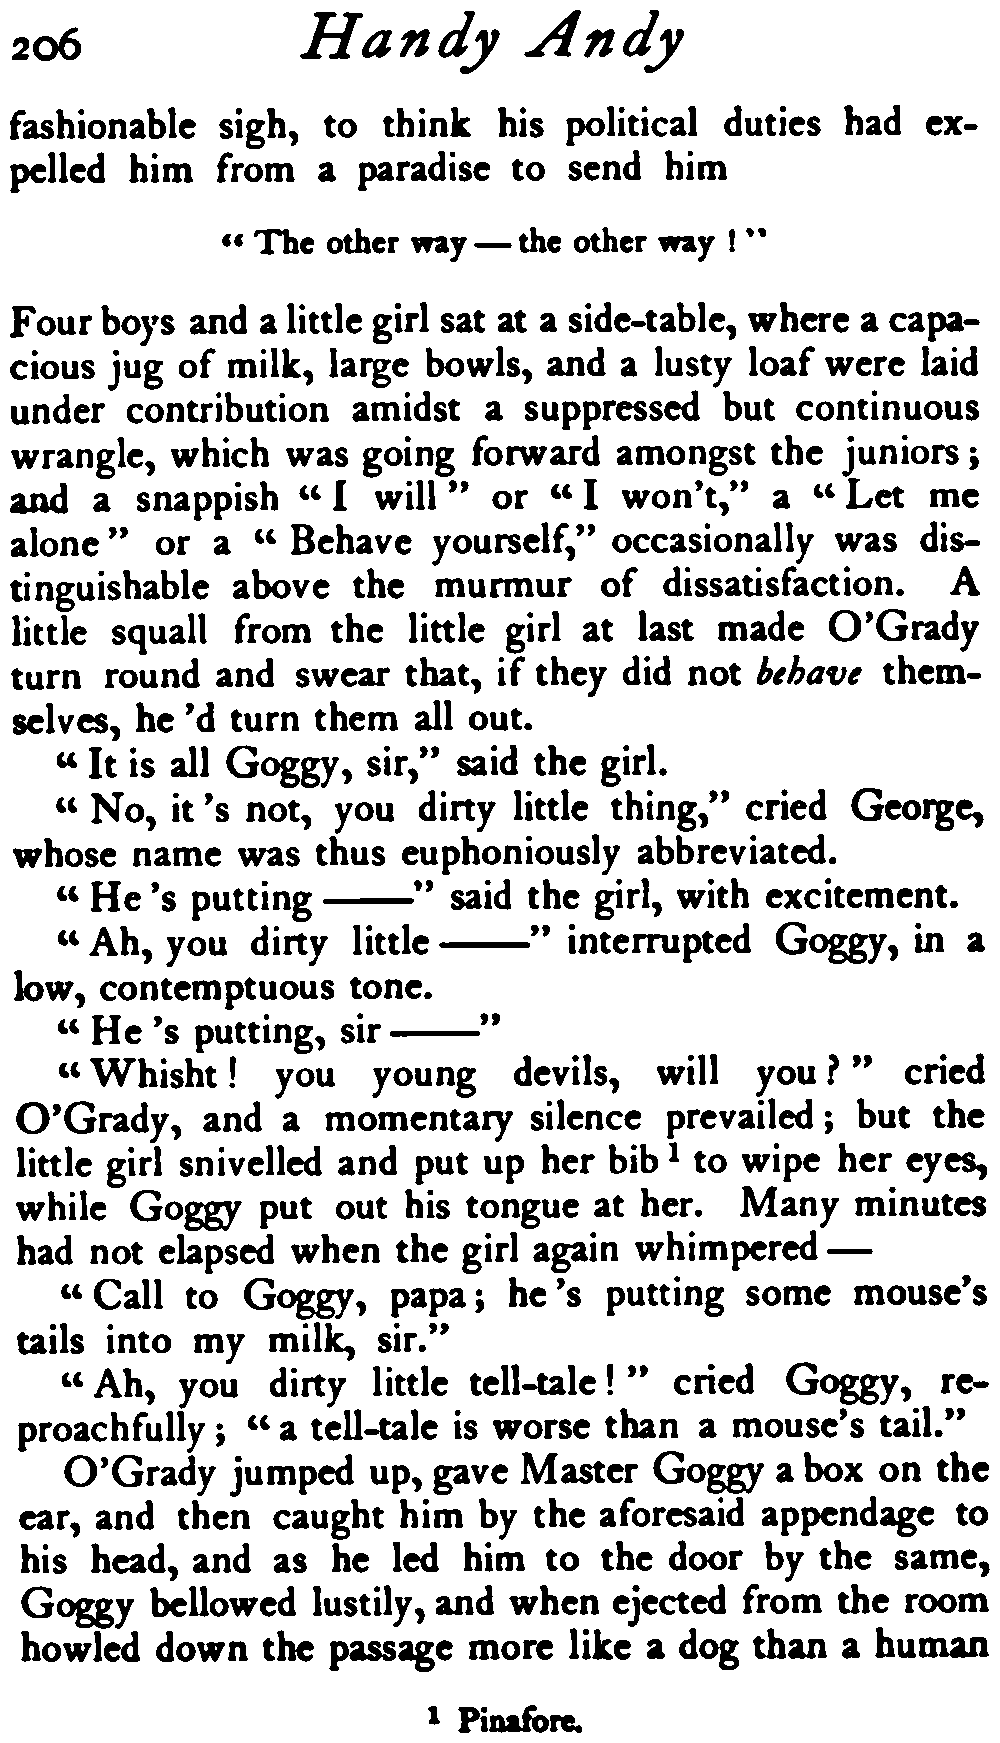 206 Handy Andy
fashionable sigh, to think his political duties had ex-
pelled him from a paradise to send him
“ The other way — the other way ! ”
Four boys and a little girl sat at a side-table, where a capa-
cious jug of milk, large bowls, and a lusty loaf were laid
under contribution amidst a suppressed but continuous
wrangle, which was going forward amongst the juniors ;
and a snappish “ I will ” or “ I won’t,” a “ Let me
alone ” or a “ Behave yourself,” occasionally was dis-
tinguishable above the murmur of dissatisfaction. A
little squall from the little girl at last made O’Grady
turn round and swear that, if they did not behave them-
selves, he ’d turn them all out.
“ It is all Goggy, sir,” said the girl.
“ No, it ’s not, you dirty little thing,” cried George,
whose name was thus euphoniously abbreviated.
“ He ’s putting ——” said the girl, with excitement.
“ Ah, you dirty little ——” interrupted Goggy, in a
low, contemptuous tone.
“ He ’s putting, sir ——”
“ Whisht ! you young devils, will you ? ” cried
O’Grady, and a momentary silence prevailed ; but the
little girl snivelled and put up her bib ¹ to wipe her eyes,
while Goggy put out his tongue at her. Many minutes
had not elapsed when the girl again whimpered —
“ Call to Goggy, papa ; he ’s putting some mouse’s
tails into my milk, sir.”
“ Ah, you dirty little tell-tale ! ” cried Goggy, re-
proachfully ; “ a tell-tale is worse than a mouse’s tail.”
O’Grady jumped up, gave Master Goggy a box on the
ear, and then caught him by the aforesaid appendage to
his head, and as he led him to the door by the same,
Goggy bellowed lustily, and when ejected from the room
howled down the passage more like a dog than a human
¹ Pinafore.